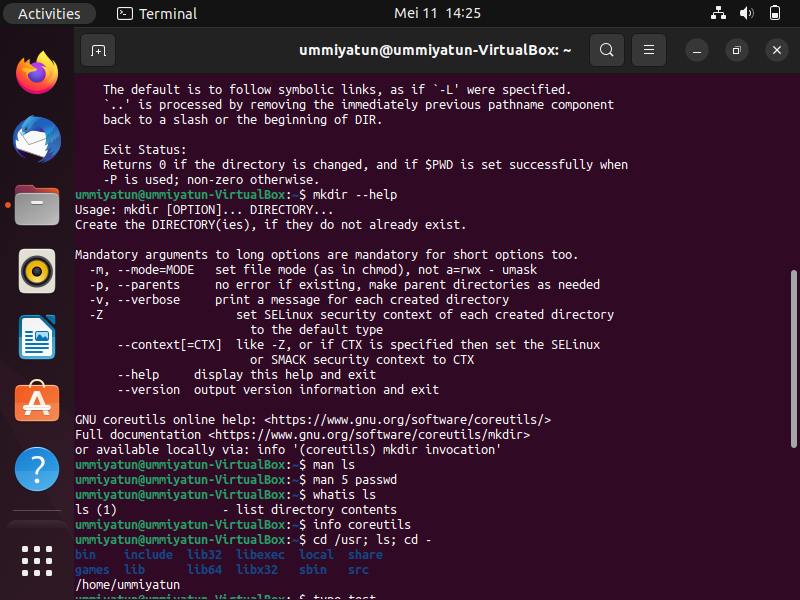 Activities
Terminal
Mei 11 14:25
ummiyatun@ummiyatun-VirtualBox: ~
The default is to follow symbolic links, as if `-L' were specified.
`..' is processed by removing the immediately previous pathname component
back to a slash or the beginning of DIR.
Exit Status:
Returns 0 if the directory is changed, and if $PWD is set successfully when
-P is used; non-zero otherwise.
ummiyatun@ummiyatun-VirtualBox:~$ mkdir --help
Usage: mkdir [OPTION]... DIRECTORY...
Create the DIRECTORY(ies), if they do not already exist.
Mandatory arguments to long options are mandatory for short options too.
-m, --mode=MODE   set file mode (as in chmod), not a=rwx - umask
-p, --parents     no error if existing, make parent directories as needed
-v, --verbose     print a message for each created directory
-Z                   set SELinux security context of each created directory
to the default type
--context[=CTX]  like -Z, or if CTX is specified then set the SELinux
or SMACK security context to CTX
--help     display this help and exit
--version  output version information and exit
GNU coreutils online help: <https://www.gnu.org/software/coreutils/>
Full documentation <https://www.gnu.org/software/coreutils/mkdir>
or available locally via: info '(coreutils) mkdir invocation'
ummiyatun@ummiyatun-VirtualBox:~$ man ls
ummiyatun@ummiyatun-VirtualBox:~$ man 5 passwd
ummiyatun@ummiyatun-VirtualBox:~$ whatis ls
ls (1)               - list directory contents
ummiyatun@ummiyatun-VirtualBox:~$ info coreutils
ummiyatun@ummiyatun-VirtualBox:~$ cd /usr; ls; cd -
bin    include  lib32  libexec  local  share
games  lib      lib64  libx32   sbin   src
/home/ummiyatun
ummiyatun@ummiyatun-VirtualBox:~$ type test